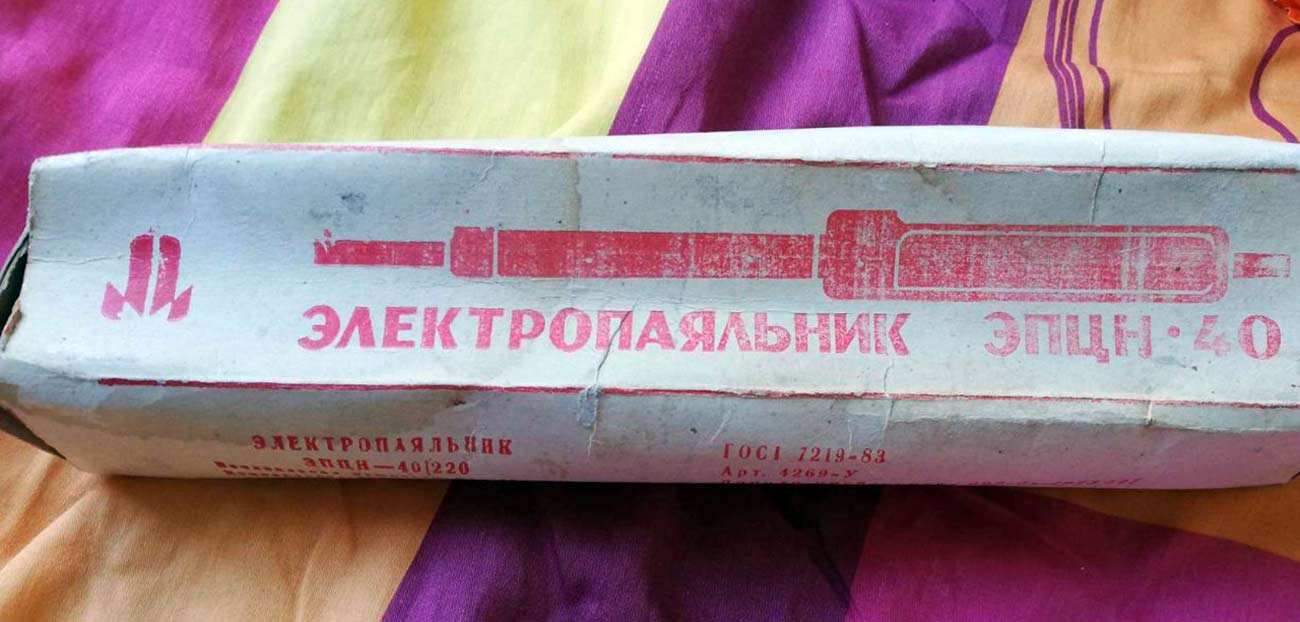 ЭЛЕКТРОПАЯЛЬНИК ЭПЦН·40
ЭЛЕКТРОПАЯЛЬНИК
ЭПЦН—40/220
ГОСТ 7219-83
Арт. 4269-У